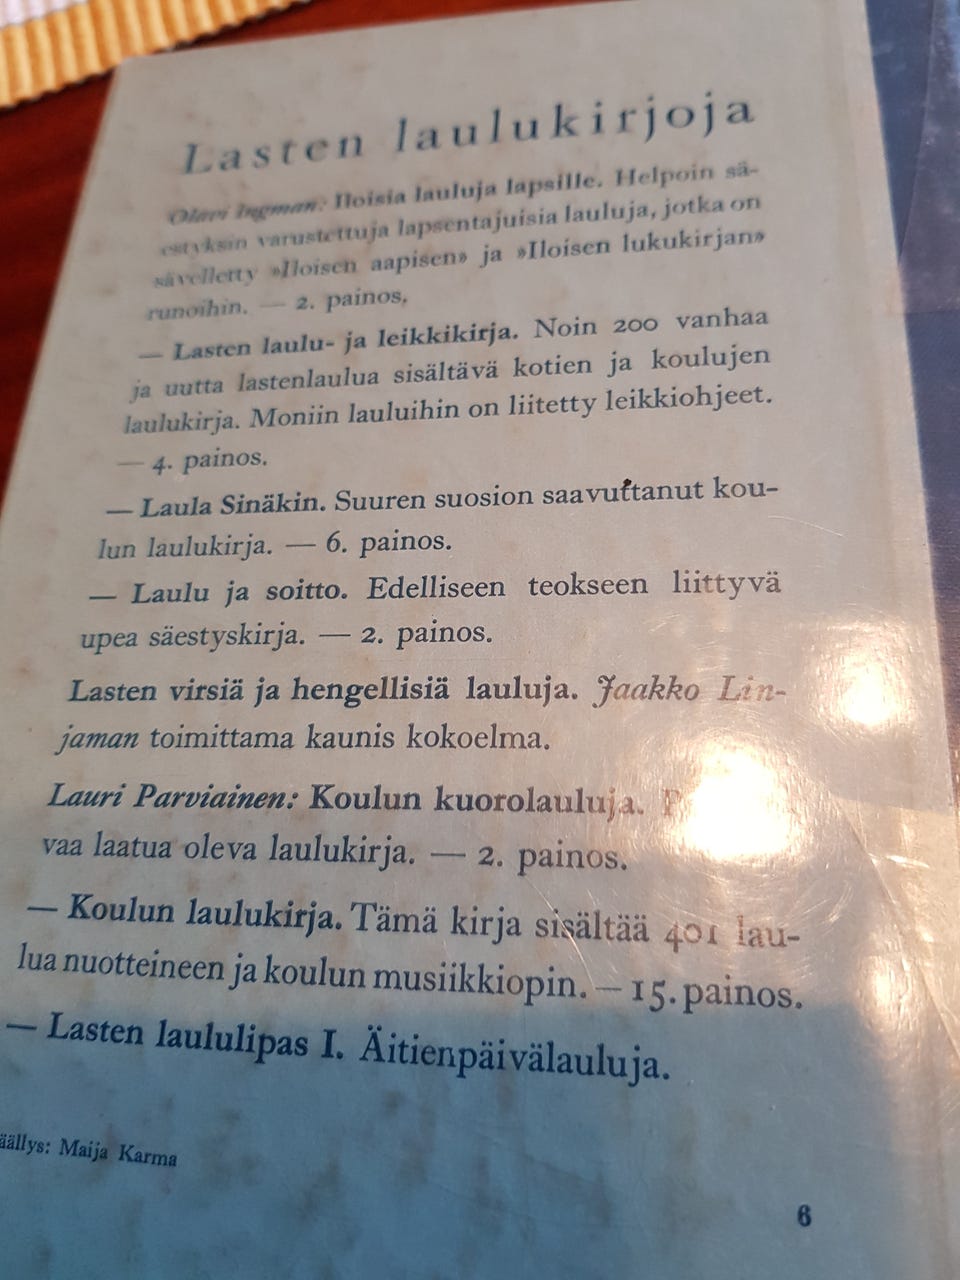 Lasten laulukirjoja
Olavi Ingman: Iloisia lauluja lapsille. Helpoin sä-
estyksin varustettuja lapsentajuisia lauluja, jotka on
sävelletty »Iloisen aapisen» ja »Iloisen lukukirjan»
runoihin. — 2. painos.
— Lasten laulu- ja leikkikirja. Noin 200 vanhaa
ja uutta lastenlaulua sisältävä kotien ja koulujen
laulukirja. Moniin lauluihin on liitetty leikkiohjeet.
— 4. painos.
— Laula Sinäkin. Suuren suosion saavuttanut kou-
lun laulukirja. — 6. painos.
— Laulu ja soitto. Edelliseen teokseen liittyvä
upea säestyskirja. — 2. painos.
Lasten virsiä ja hengellisiä lauluja. Jaakko Lin-
jaman toimittama kaunis kokoelma.
Lauri Parviainen: Koulun kuorolauluja.
vaa laatua oleva laulukirja. — 2. painos.
— Koulun laulukirja. Tämä kirja sisältää 401 lau-
lua nuotteineen ja koulun musiikkiopin. — 15. painos.
— Lasten laululipas I. Äitienpäivälauluja.
äällys: Maija Karma
6